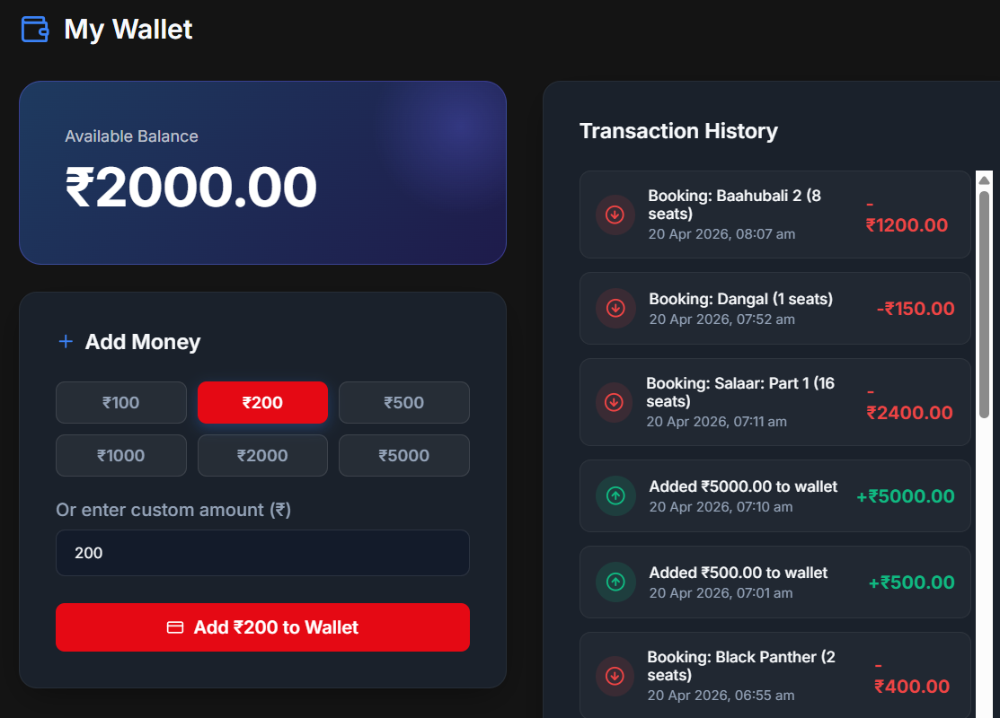 My Wallet
Available Balance
₹2000.00
Add Money
₹100
₹200
₹500
₹1000
₹2000
₹5000
Or enter custom amount (₹)
200
Add ₹200 to Wallet
Transaction History
Booking: Baahubali 2 (8
seats)
20 Apr 2026, 08:07 am
-
₹1200.00
Booking: Dangal (1 seats)
20 Apr 2026, 07:52 am
-₹150.00
Booking: Salaar: Part 1 (16
seats)
20 Apr 2026, 07:11 am
-
₹2400.00
Added ₹5000.00 to wallet
20 Apr 2026, 07:10 am
+₹5000.00
Added ₹500.00 to wallet
20 Apr 2026, 07:01 am
+₹500.00
Booking: Black Panther (2
seats)
20 Apr 2026, 06:55 am
-
₹400.00